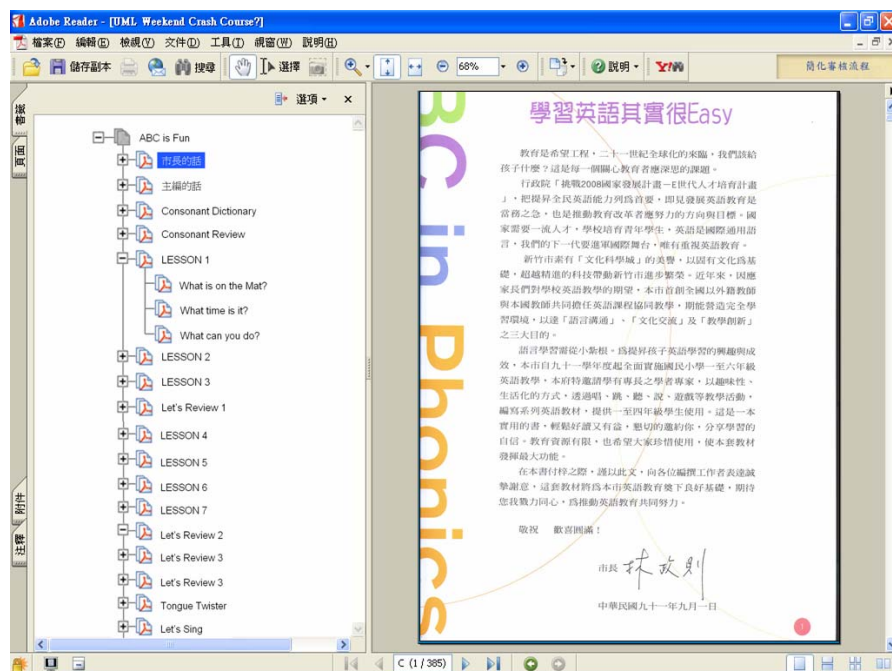 Adobe Reader - [UML Weekend Crash Course?]
檔案(F) 編輯(E) 檢視(V) 文件(D) 工具(T) 視窗(W) 說明(H)
儲存副本 搜尋 選擇 68% 說明 Y! 簡化審核流程
選項
書籤
頁面
附件
注釋
ABC is Fun
市長的話
主編的話
Consonant Dictionary
Consonant Review
LESSON 1
What is on the Mat?
What time is it?
What can you do?
LESSON 2
LESSON 3
Let's Review 1
LESSON 4
LESSON 5
LESSON 6
LESSON 7
Let's Review 2
Let's Review 3
Let's Review 3
Tongue Twister
Let's Sing
BC in Phonics
學習英語其實很Easy
教育是希望工程，二十一世紀全球化的來臨，我們該給
孩子什麼？這是每一個關心教育者應深思的課題。
行政院「挑戰2008國家發展計畫－E世代人才培育計畫
」，把提昇全民英語能力列為首要，即見發展英語教育是
當務之急，也是推動教育改革者應努力的方向與目標。國
家需要一流人才，學校培育青年學生，英語是國際通用語
言，我們的下一代要進軍國際舞台，唯有重視英語教育。
新竹市素有「文化科學城」的美譽，以固有文化為基
礎，超越精進的科技帶動新竹市進步繁榮。近年來，因應
家長們對學校英語教學的期望，本市首創全國以外籍教師
與本國教師共同擔任英語課程協同教學，期能營造完全學
習環境，以達「語言溝通」、「文化交流」及「教學創新」
之三大目的。
語言學習需從小紮根。為提昇孩子英語學習的興趣與成
效，本市自九十一學年度起全面實施國民小學一至六年級
英語教學，本府特邀請學有專長之學者專家，以趣味性、
生活化的方式，透過唱、跳、聽、說、遊戲等教學活動，
編寫系列英語教材，提供一至四年級學生使用。這是一本
實用的書，輕鬆好讀又有益，懇切的邀約你，分享學習的
自信。教育資源有限，也希望大家珍惜使用，使本套教材
發揮最大功能。
在本書付梓之際，謹以此文，向各位編撰工作者表達誠
摯謝意，這套教材將為本市英語教育奠下良好基礎，期待
您我戮力同心，為推動英語教育共同努力。
敬祝 歡喜圓滿！
市長 林政則
中華民國九十一年九月一日
1
C (1 / 385)